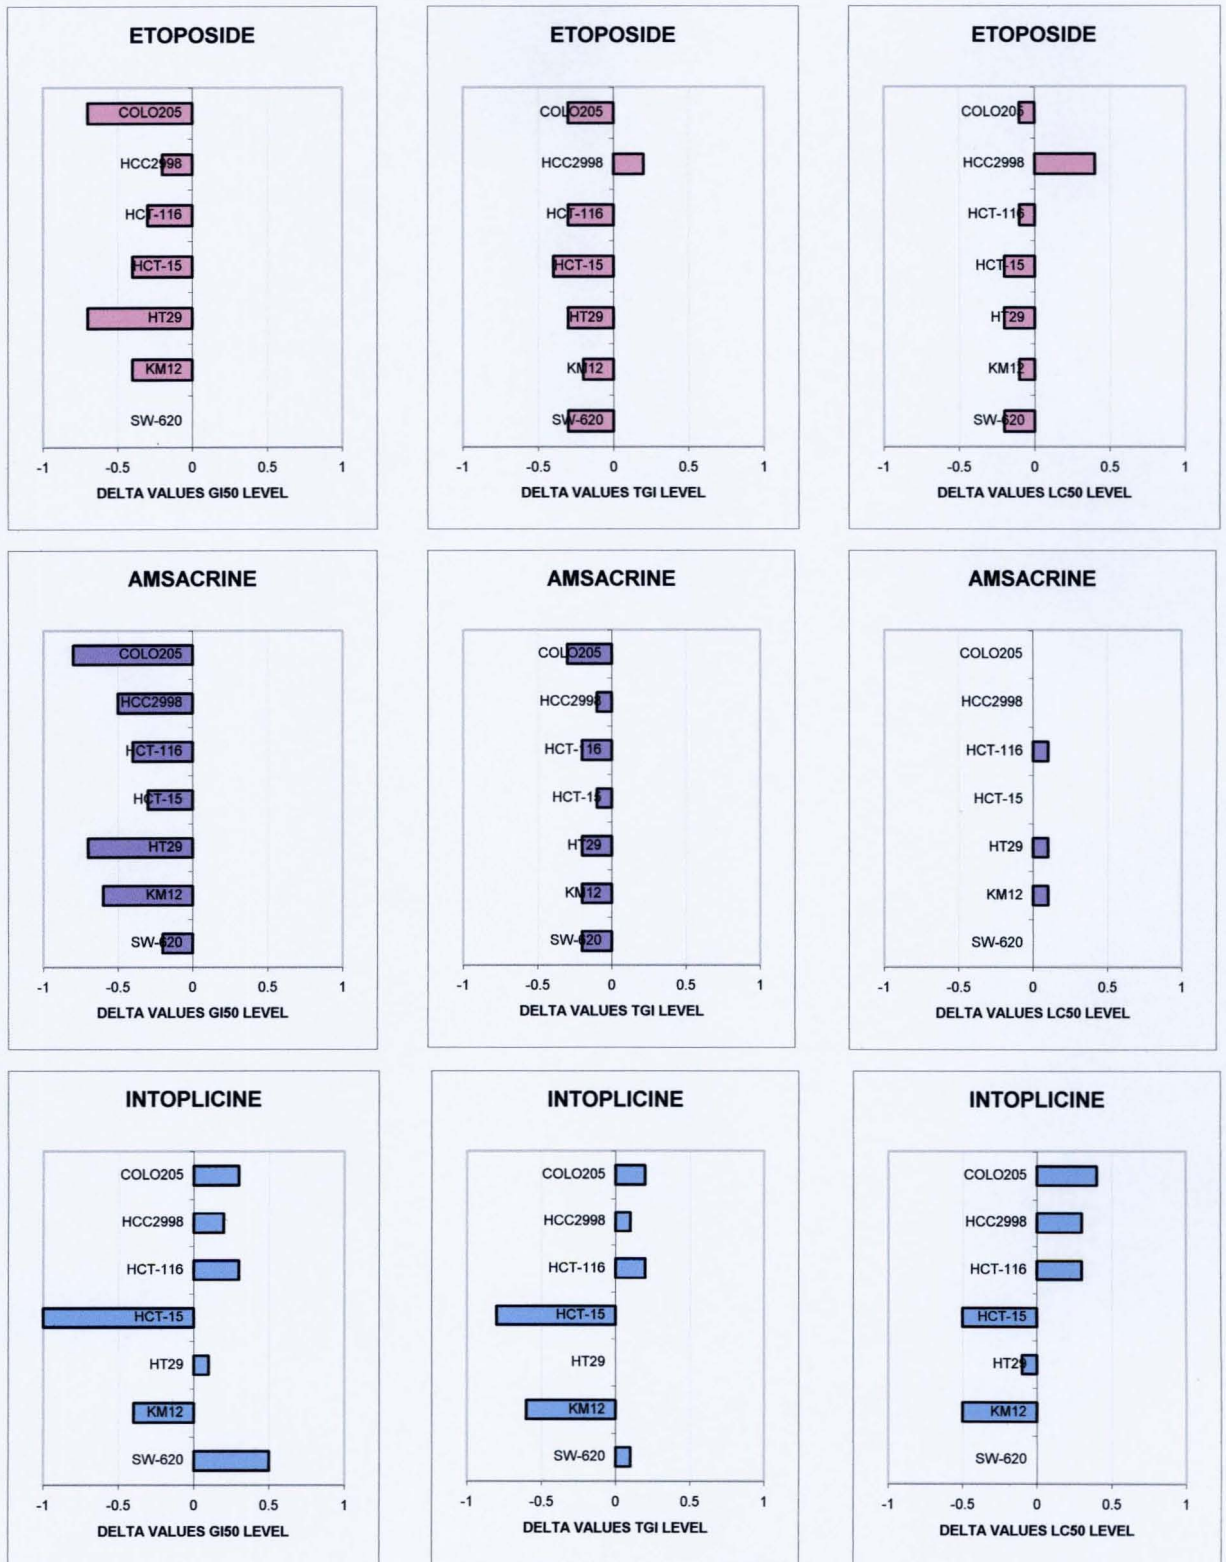 ETOPOSIDE
COLO205
HCC2998
HCT-116
HCT-15
HT29
KM12
SW-620
-1 -0.5 0 0.5 1
DELTA VALUES GI50 LEVEL
ETOPOSIDE
COLO205
HCC2998
HCT-116
HCT-15
HT29
KM12
SW-620
-1 -0.5 0 0.5 1
DELTA VALUES TGI LEVEL
ETOPOSIDE
COLO205
HCC2998
HCT-116
HCT-15
HT29
KM12
SW-620
-1 -0.5 0 0.5 1
DELTA VALUES LC50 LEVEL
AMSACRINE
COLO205
HCC2998
HCT-116
HCT-15
HT29
KM12
SW-620
-1 -0.5 0 0.5 1
DELTA VALUES GI50 LEVEL
AMSACRINE
COLO205
HCC2998
HCT-116
HCT-15
HT29
KM12
SW-620
-1 -0.5 0 0.5 1
DELTA VALUES TGI LEVEL
AMSACRINE
COLO205
HCC2998
HCT-116
HCT-15
HT29
KM12
SW-620
-1 -0.5 0 0.5 1
DELTA VALUES LC50 LEVEL
INTOPLICINE
COLO205
HCC2998
HCT-116
HCT-15
HT29
KM12
SW-620
-1 -0.5 0 0.5 1
DELTA VALUES GI50 LEVEL
INTOPLICINE
COLO205
HCC2998
HCT-116
HCT-15
HT29
KM12
SW-620
-1 -0.5 0 0.5 1
DELTA VALUES TGI LEVEL
INTOPLICINE
COLO205
HCC2998
HCT-116
HCT-15
HT29
KM12
SW-620
-1 -0.5 0 0.5 1
DELTA VALUES LC50 LEVEL